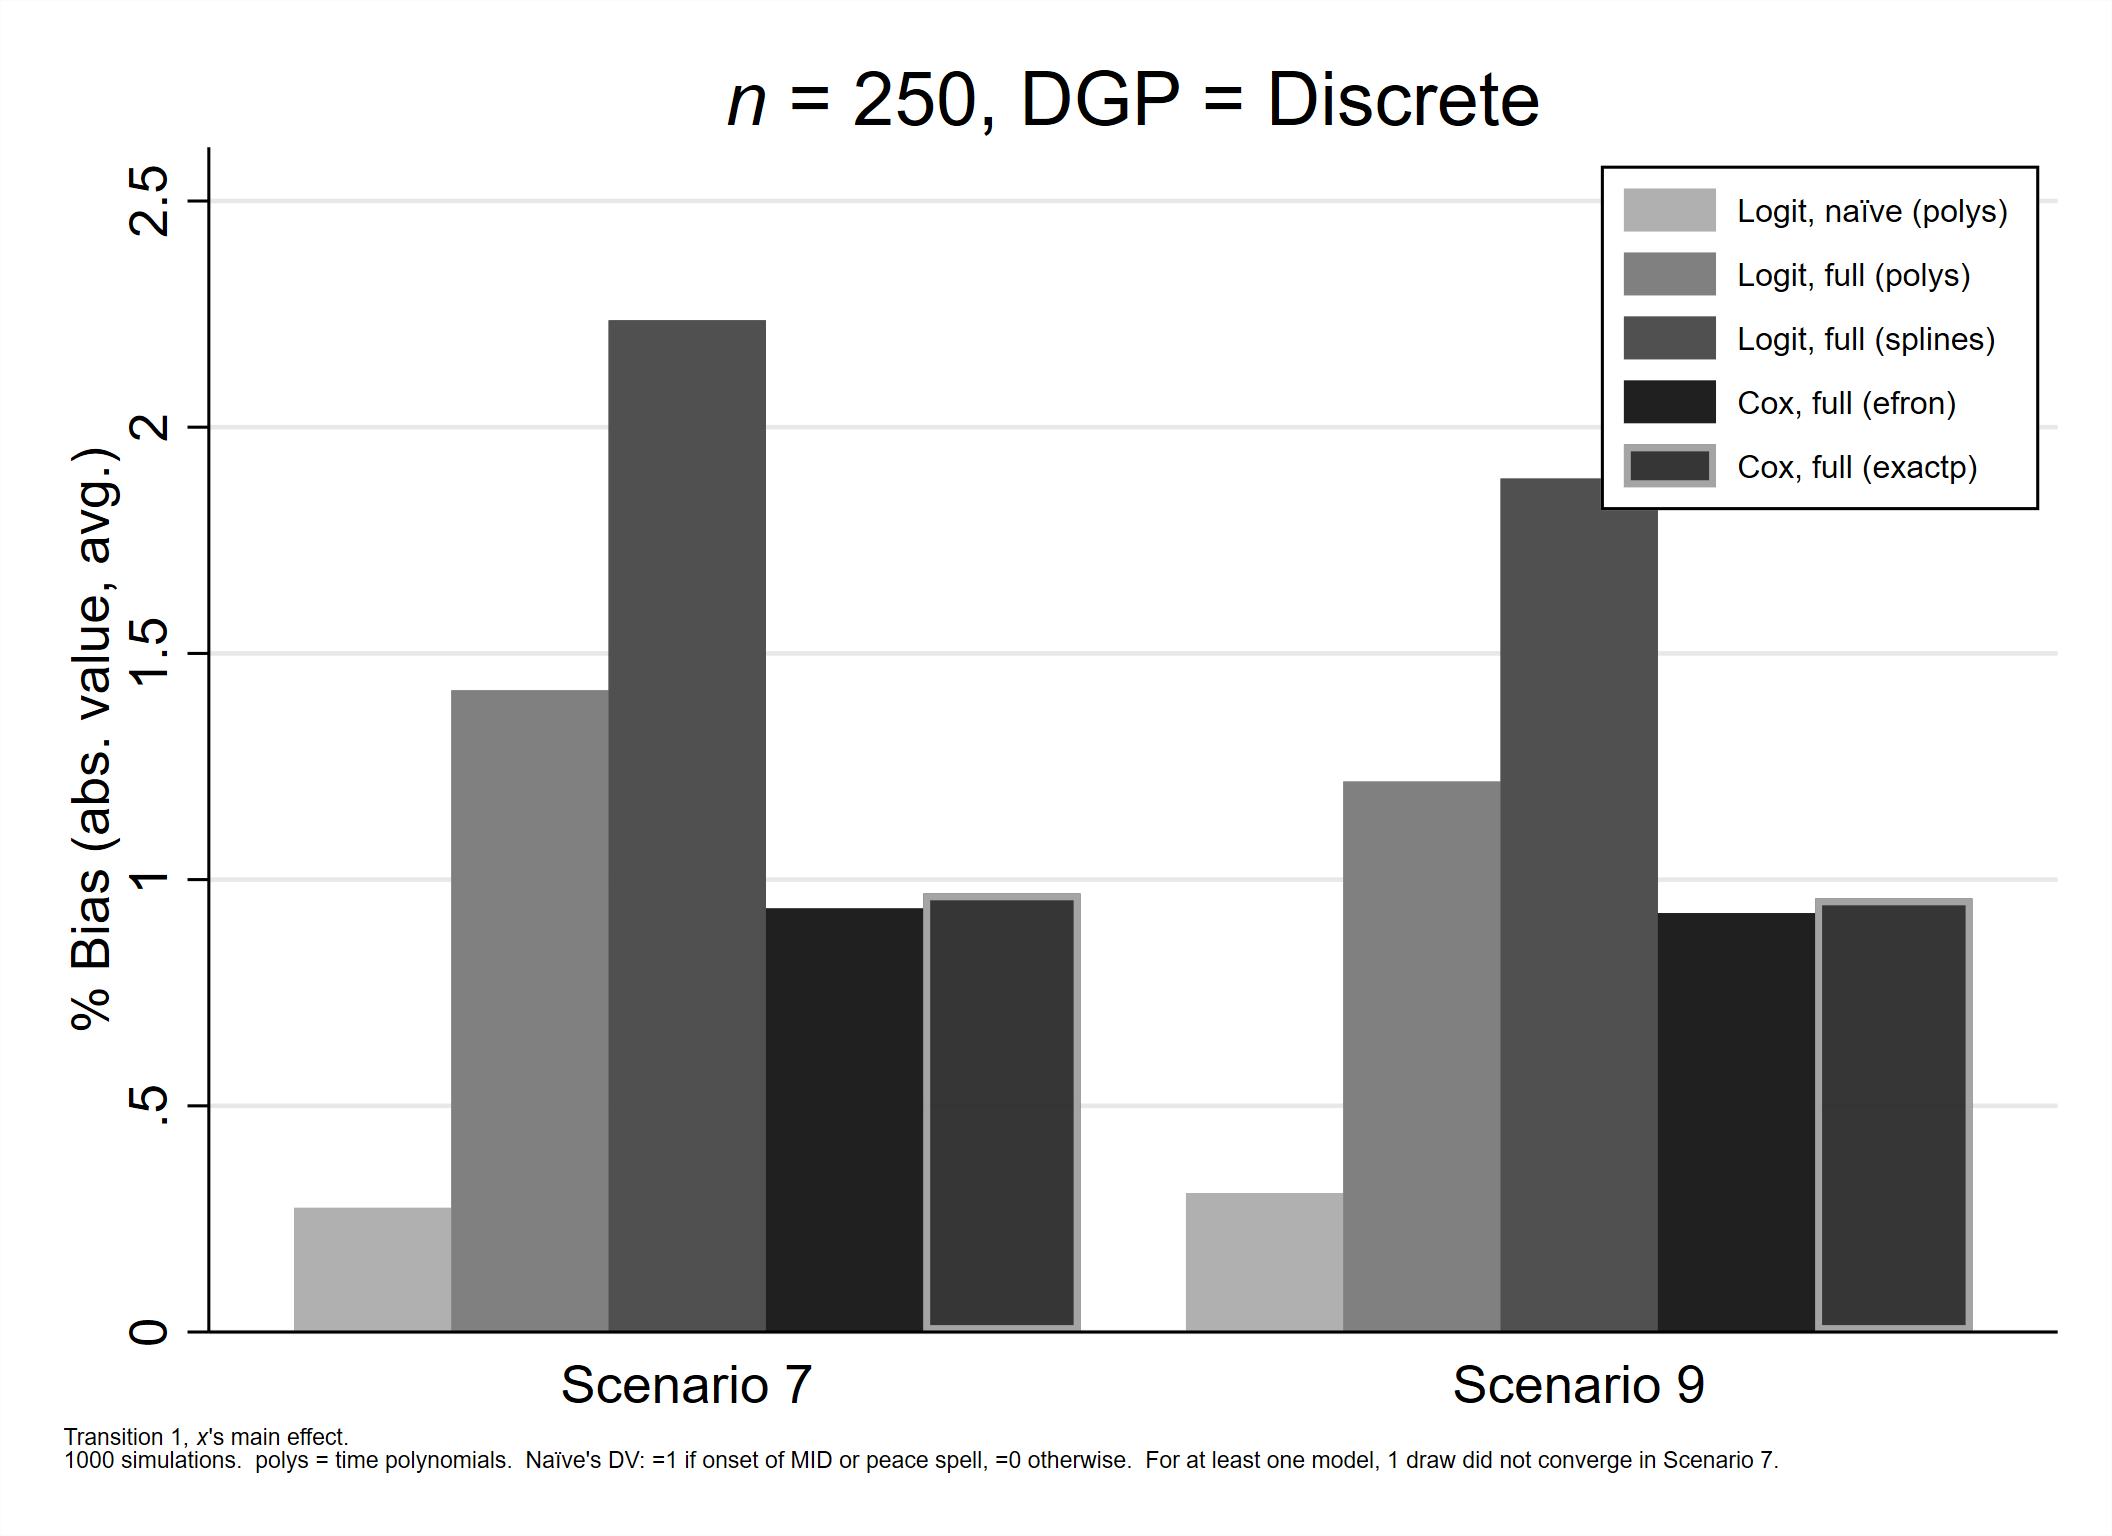 n = 250, DGP = Discrete
% Bias (abs. value, avg.)
2.5
2
1.5
1
.5
0
Logit, naïve (polys)
Logit, full (polys)
Logit, full (splines)
Cox, full (efron)
Cox, full (exactp)
Scenario 7
Scenario 9
Transition 1, x's main effect.
1000 simulations.  polys = time polynomials.  Naïve's DV: =1 if onset of MID or peace spell, =0 otherwise.  For at least one model, 1 draw did not converge in Scenario 7.